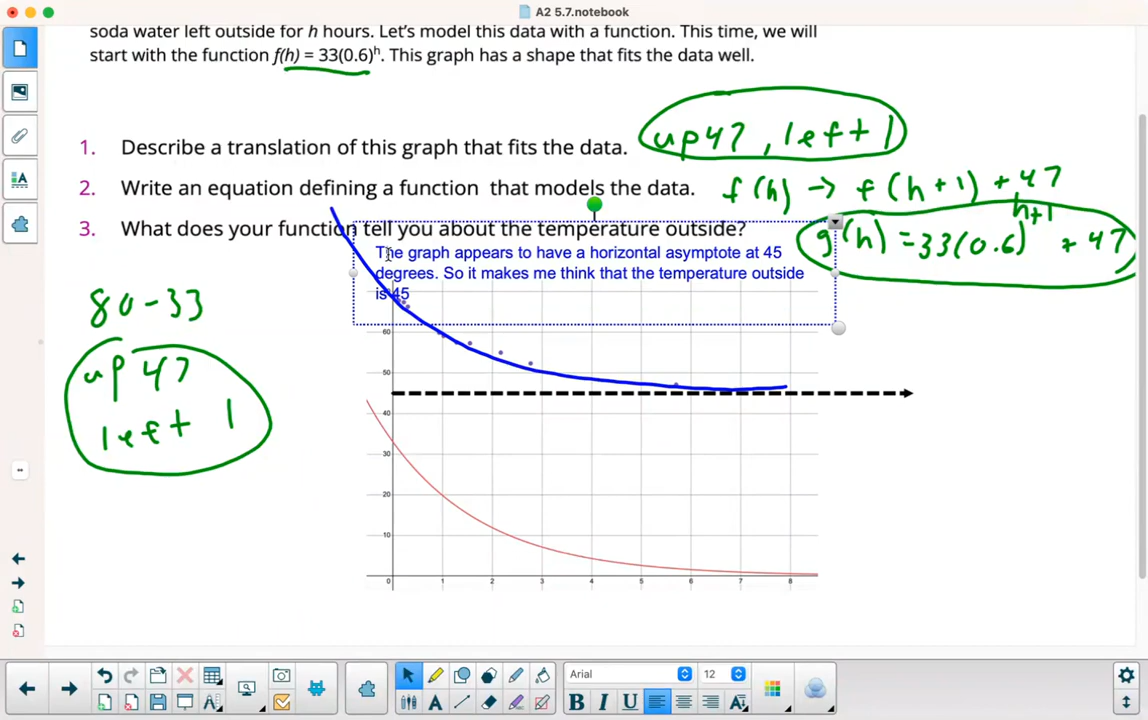 A2 5.7.notebook
soda water left outside for h hours. Let's model this data with a function. This time, we will
start with the function f(h) = 33(0.6)ʰ. This graph has a shape that fits the data well.
1. Describe a translation of this graph that fits the data.
up 47, left 1
2. Write an equation defining a function that models the data.
f(h) → f(h+1) + 47
3. What does your function tell you about the temperature outside?
g(h) = 33(0.6)ʰ⁺¹ + 47
The graph appears to have a horizontal asymptote at 45
degrees. So it makes me think that the temperature outside
is 45
80-33
up 47
left 1
60
50
40
30
20
10
0 1 2 3 4 5 6 7 8
Arial 12
B I U